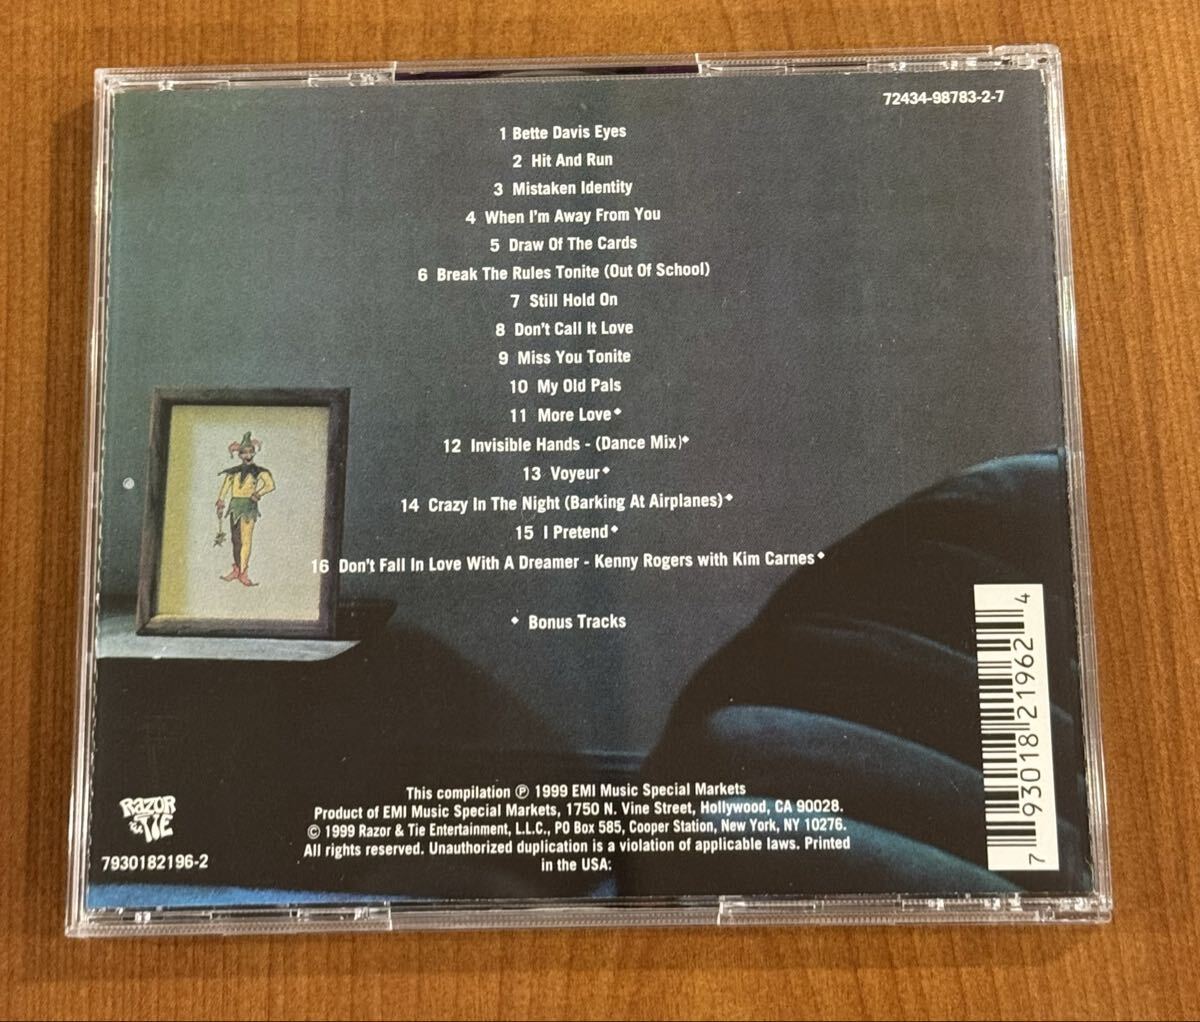 72434-98783-2-7
1 Bette Davis Eyes
2 Hit And Run
3 Mistaken Identity
4 When I'm Away From You
5 Draw Of The Cards
6 Break The Rules Tonite (Out Of School)
7 Still Hold On
8 Don't Call It Love
9 Miss You Tonite
10 My Old Pals
11 More Love◆
12 Invisible Hands - (Dance Mix)◆
13 Voyeur◆
14 Crazy In The Night (Barking At Airplanes)◆
15 I Pretend◆
16 Don't Fall In Love With A Dreamer - Kenny Rogers with Kim Carnes◆
◆ Bonus Tracks
This compilation ℗ 1999 EMI Music Special Markets
Product of EMI Music Special Markets, 1750 N. Vine Street, Hollywood, CA 90028.
© 1999 Razor & Tie Entertainment, L.L.C., PO Box 585, Cooper Station, New York, NY 10276.
All rights reserved. Unauthorized duplication is a violation of applicable laws. Printed
in the USA:
RAZOR
& TIE
7930182196-2
7 93018 21962 4